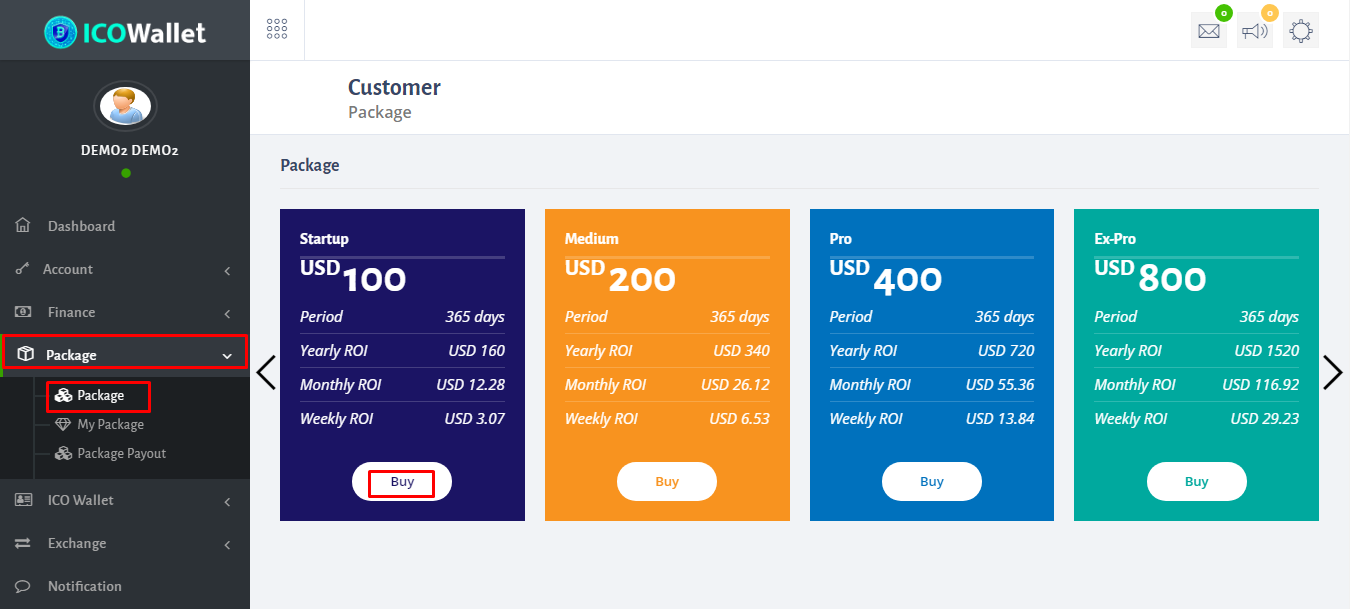 ICOWallet
0
0
DEMO2 DEMO2
Customer
Package
Dashboard
Account
Finance
Package
Package
My Package
Package Payout
ICO Wallet
Exchange
Notification
Package
Startup
USD 100
Period 365 days
Yearly ROI USD 160
Monthly ROI USD 12.28
Weekly ROI USD 3.07
Buy
Medium
USD 200
Period 365 days
Yearly ROI USD 340
Monthly ROI USD 26.12
Weekly ROI USD 6.53
Buy
Pro
USD 400
Period 365 days
Yearly ROI USD 720
Monthly ROI USD 55.36
Weekly ROI USD 13.84
Buy
Ex-Pro
USD 800
Period 365 days
Yearly ROI USD 1520
Monthly ROI USD 116.92
Weekly ROI USD 29.23
Buy